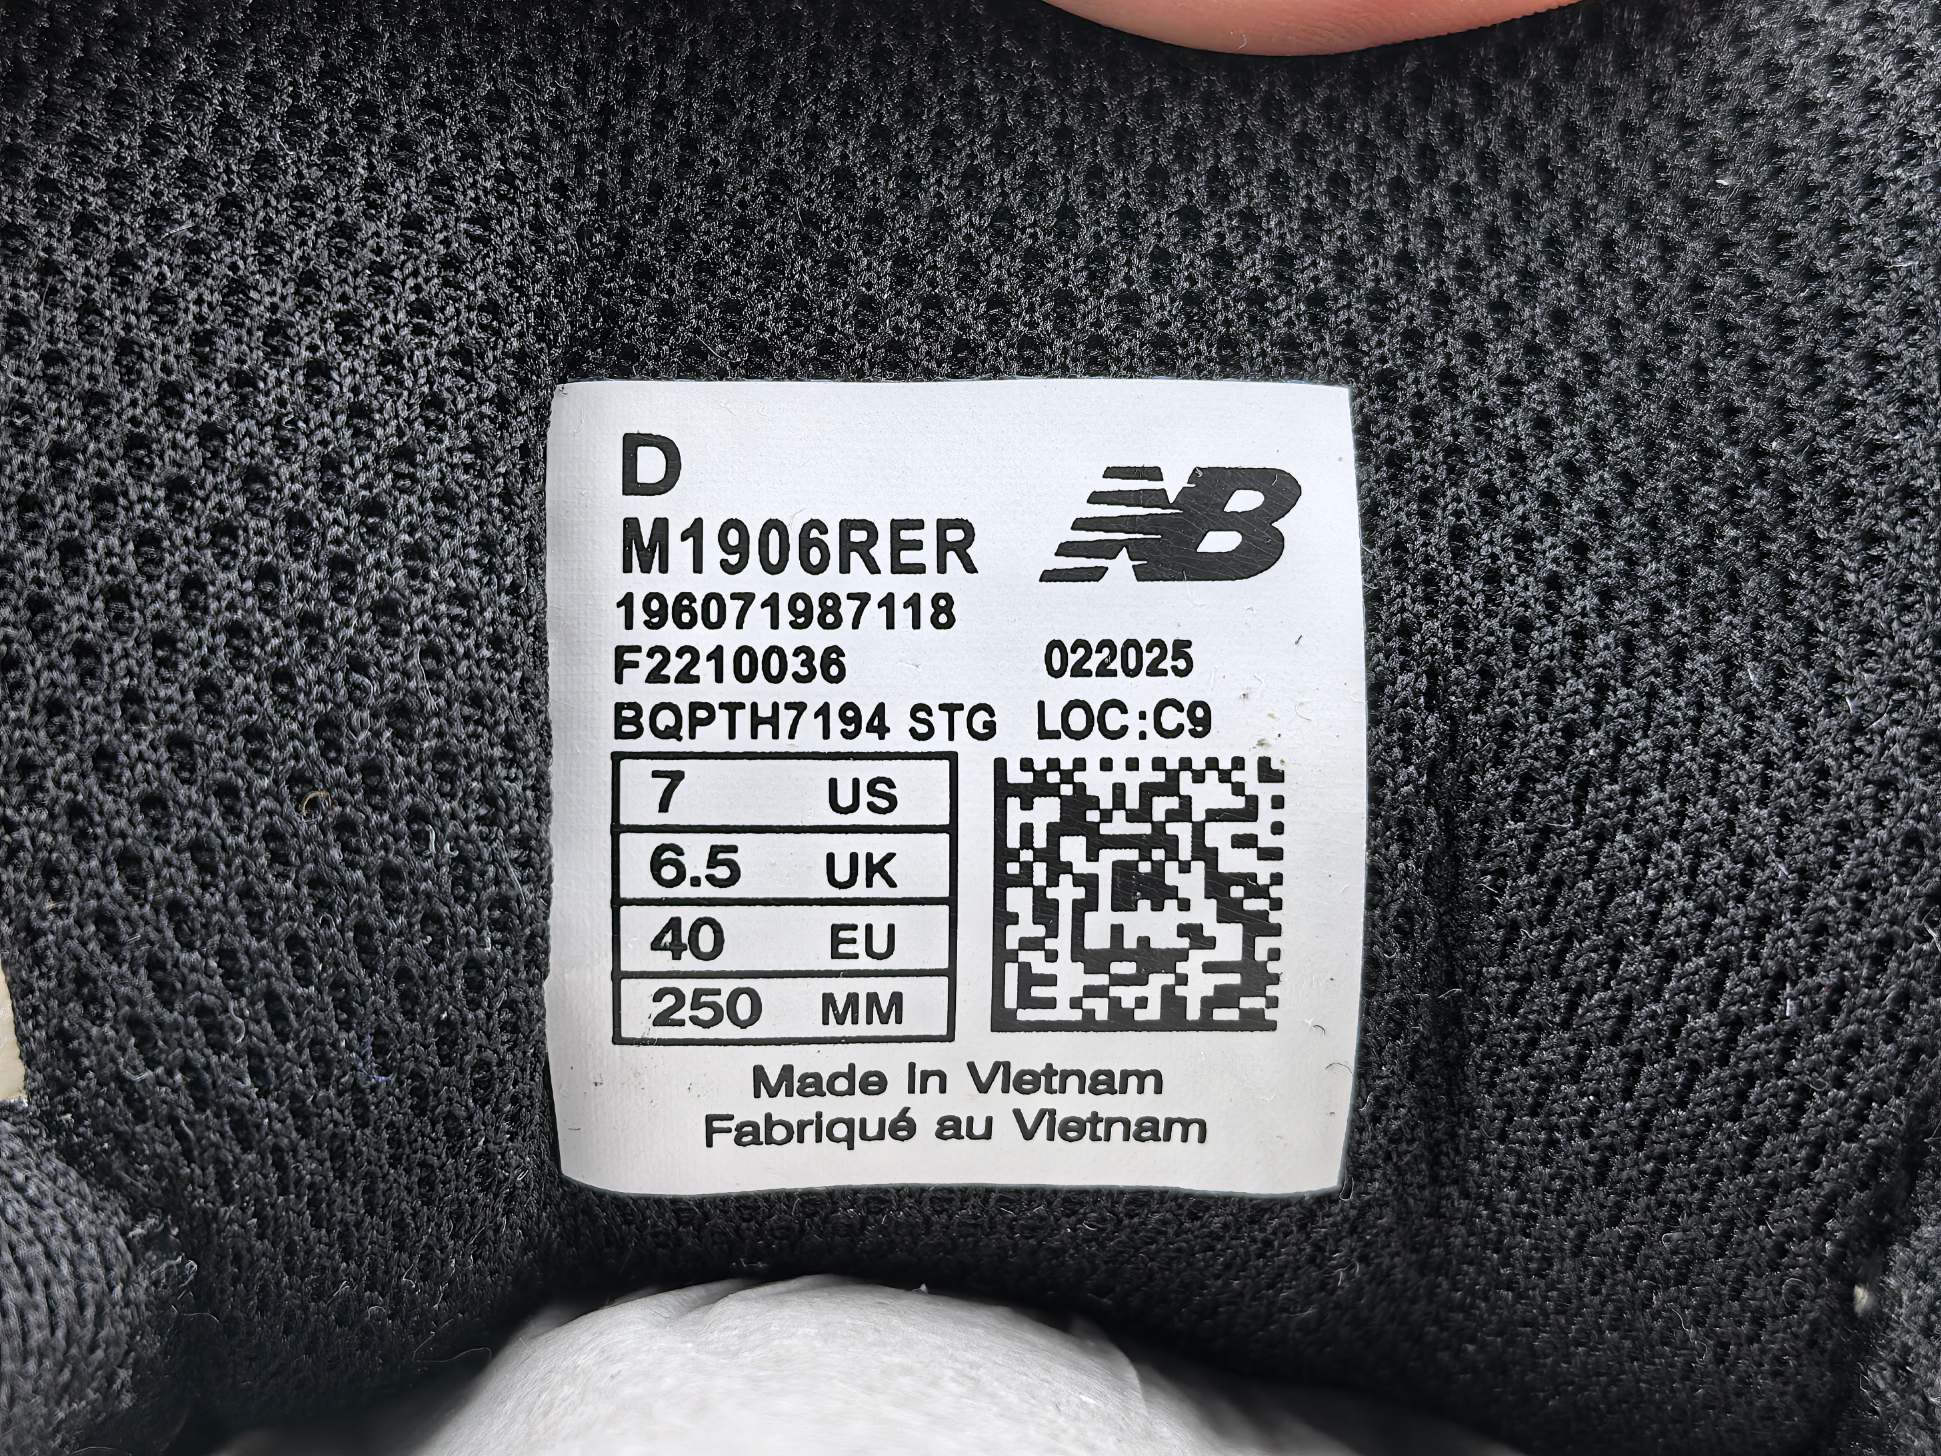 D
M1906RER
NB
196071987118
F2210036 022025
BQPTH7194 STG LOC:C9
7 US
6.5 UK
40 EU
250 MM
Made In Vietnam
Fabriqué au Vietnam